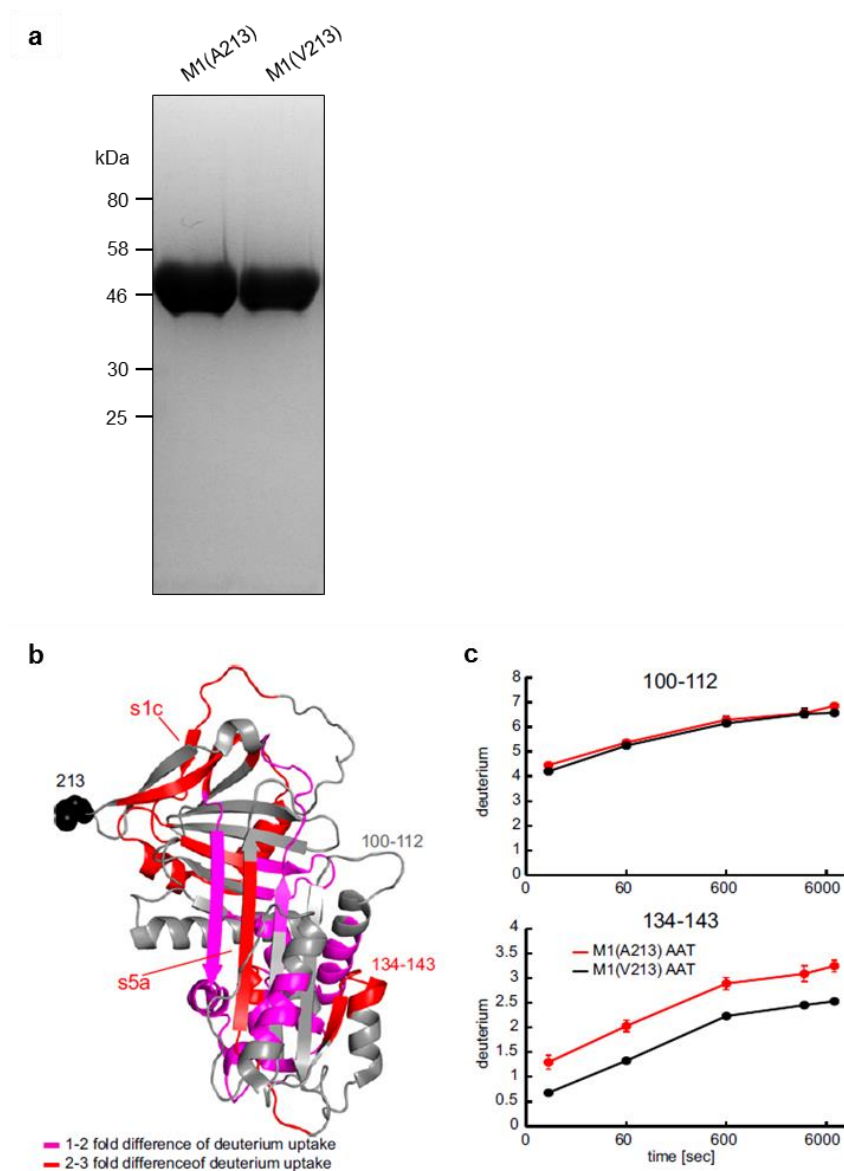 a
M1(A213) M1(V213)
kDa
80
58
46
30
25
b
s1c
213
100-112
s5a
134-143
1-2 fold difference of deuterium uptake
2-3 fold differenceof deuterium uptake
c
100-112
deuterium
8
7
6
5
4
3
2
1
0
0 60 600 6000
134-143
M1(A213) AAT
M1(V213) AAT
deuterium
4
3.5
3
2.5
2
1.5
1
0.5
0
0 60 600 6000
time [sec]